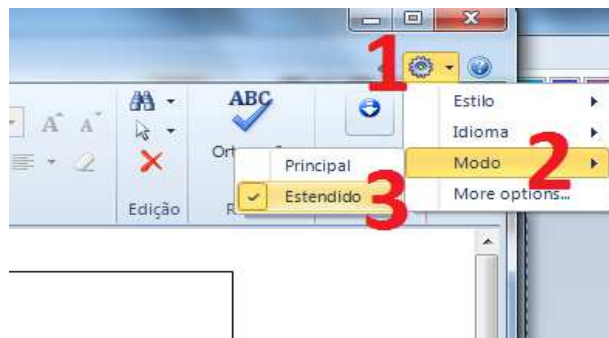 1
ABC
Estilo
Idioma
Modo
2
More options...
Principal
Estendido
3
A A
Edição